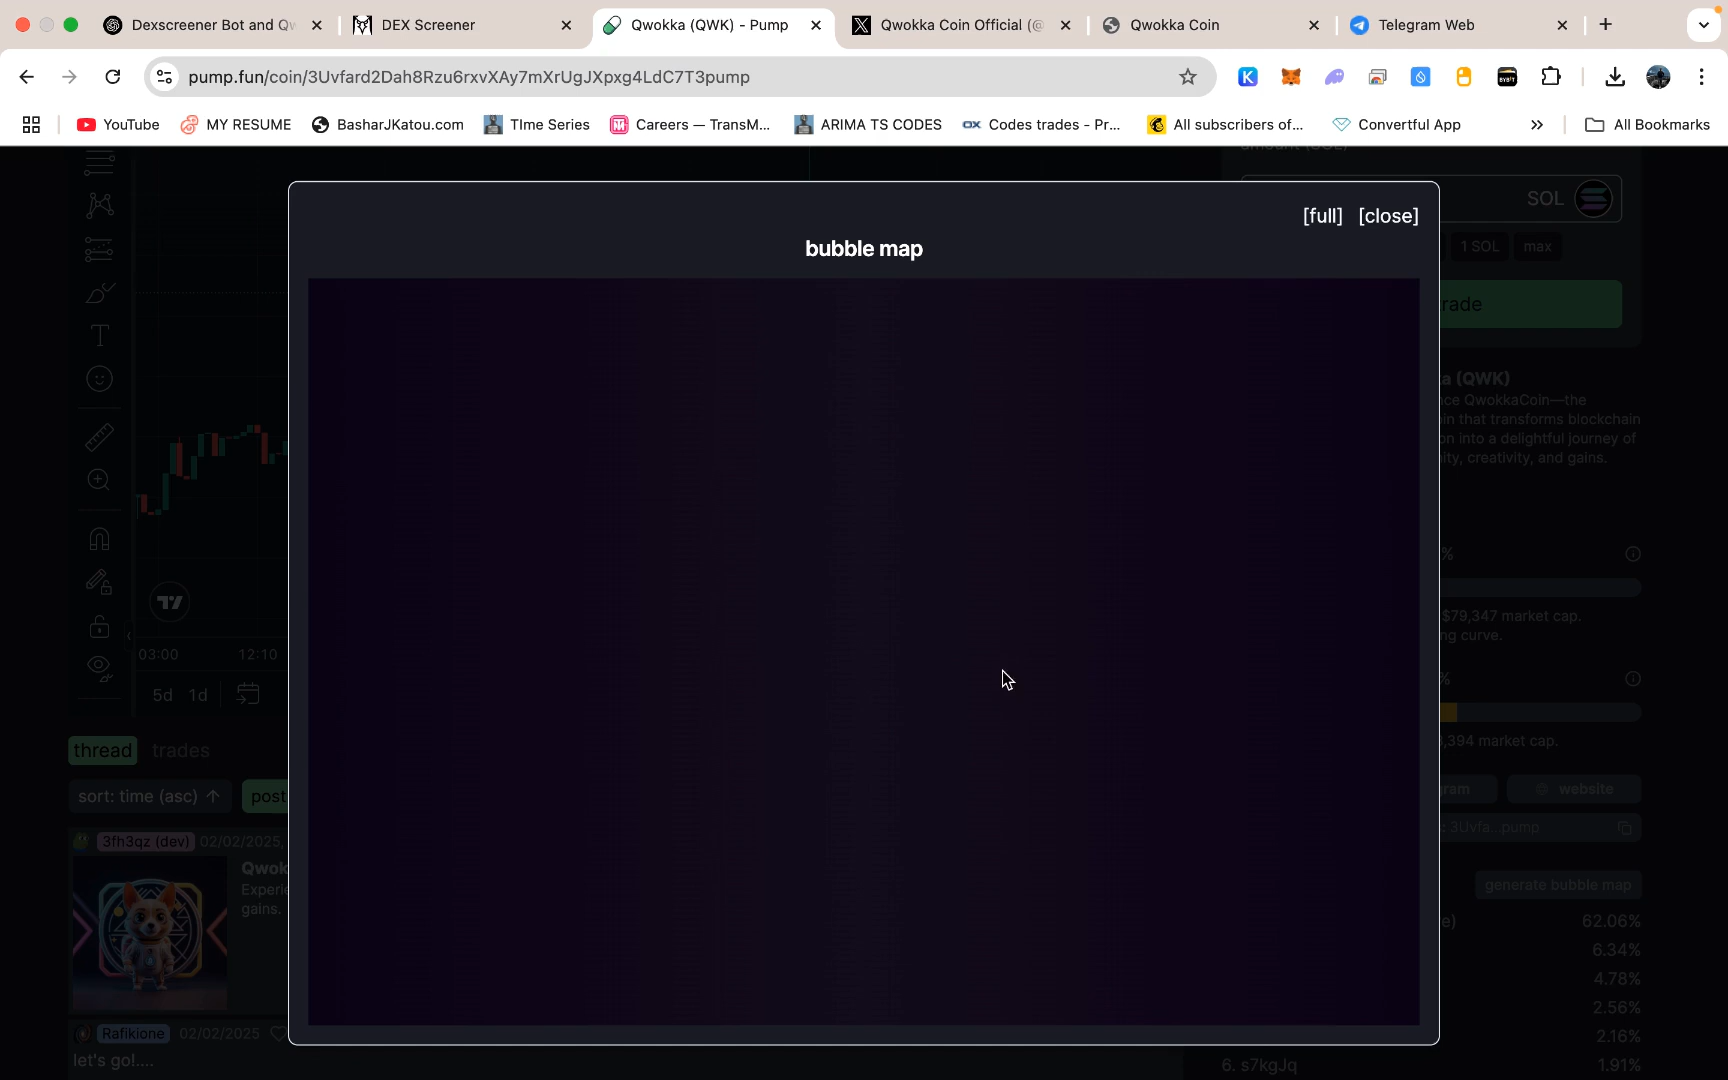 Dexscreener Bot and Qw
DEX Screener
Qwokka (QWK) - Pump
Qwokka Coin Official (@
Qwokka Coin
Telegram Web
pump.fun/coin/3Uvfard2Dah8Rzu6rxvXAy7mXrUgJXpxg4LdC7T3pump
YouTube
MY RESUME
BasharJKatou.com
TIme Series
Careers — TransM...
ARIMA TS CODES
Codes trades - Pr...
All subscribers of...
Convertful App
»
All Bookmarks
amount (SOL)
SOL
1 SOL
max
[full] [close]
bubble map
rade
a (QWK)
ce QwokkaCoin—the
in that transforms blockchain
on into a delightful journey of
ity, creativity, and gains.
%
$79,347 market cap.
ng curve.
%
,394 market cap.
03:00
12:10
5d 1d
thread
trades
sort: time (asc)
post
gram
website
: 3Uvfa...pump
3fh3qz (dev) 02/02/2025,
Qwok
Experie
gains.
generate bubble map
e) 62.06%
6.34%
4.78%
2.56%
2.16%
6. s7kgJq 1.91%
Rafikione 02/02/2025
let's go!....